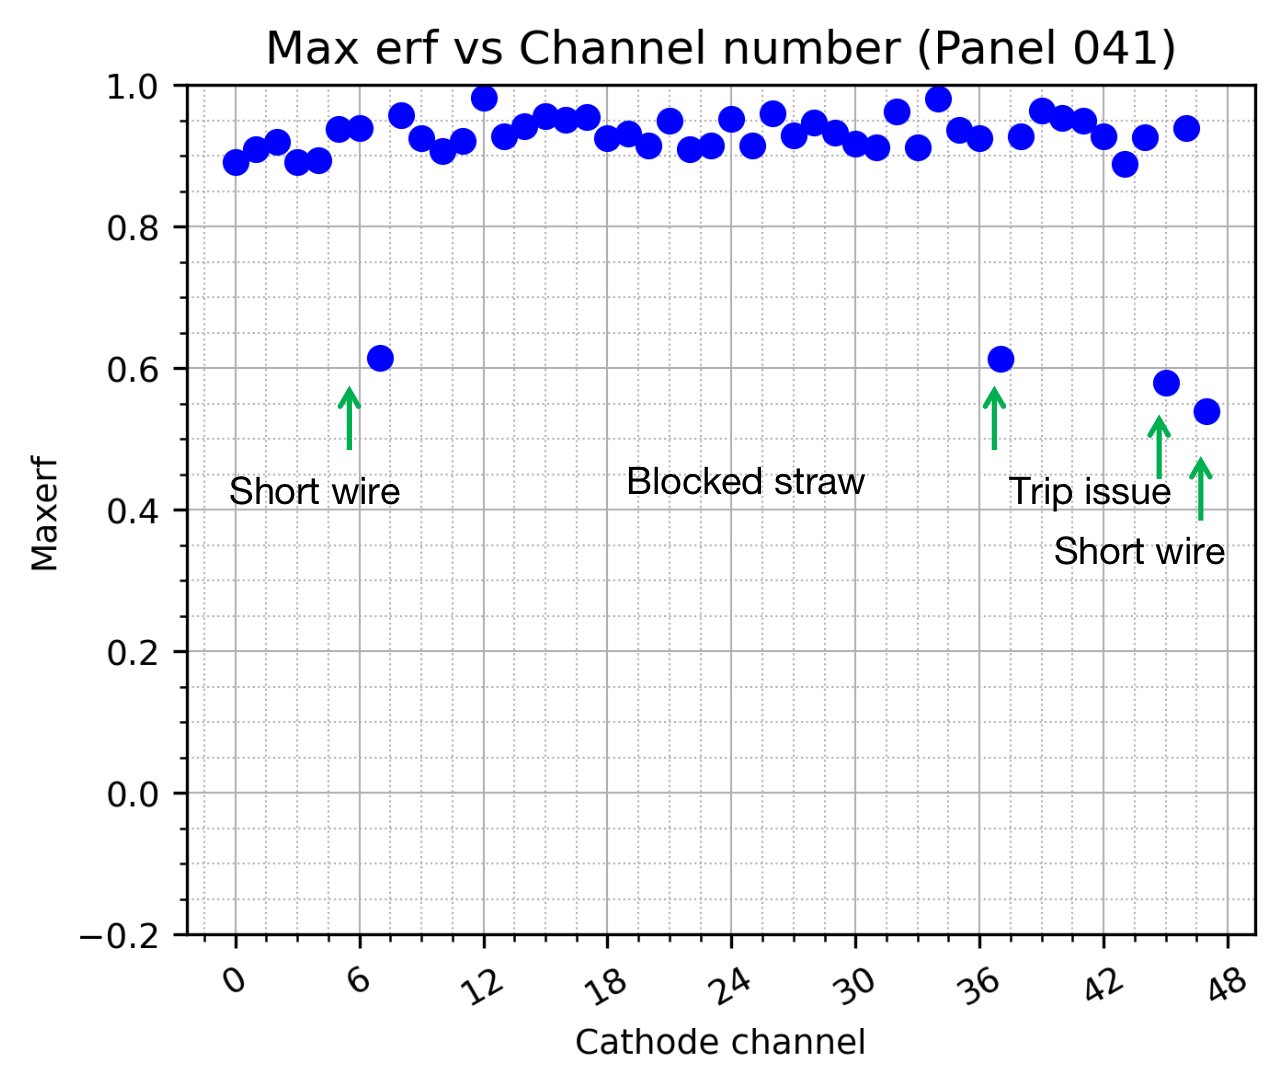 Max erf vs Channel number (Panel 041)
1.0
0.8
0.6
0.4
0.2
0.0
−0.2
Maxerf
Short wire
Blocked straw
Trip issue
Short wire
0 6 12 18 24 30 36 42 48
Cathode channel